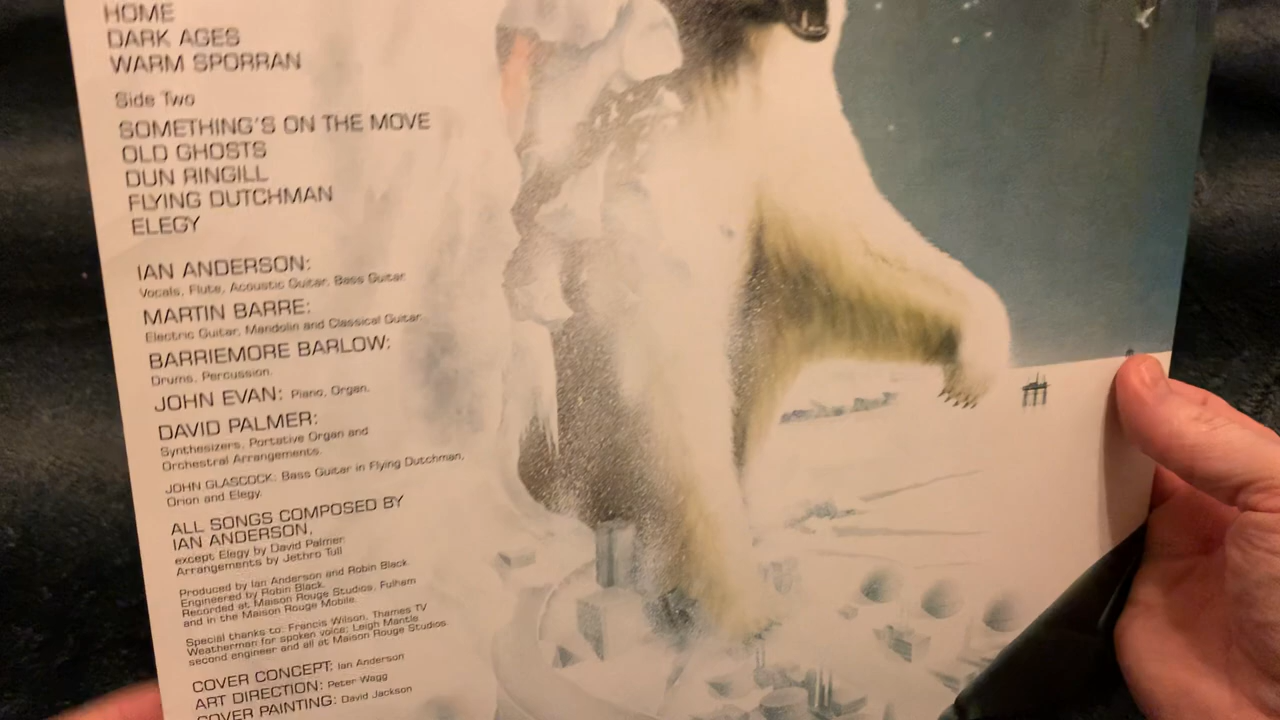 HOME
DARK AGES
WARM SPORRAN
Side Two
SOMETHING'S ON THE MOVE
OLD GHOSTS
DUN RINGILL
FLYING DUTCHMAN
ELEGY
IAN ANDERSON:
Vocals, Flute, Acoustic Guitar, Bass Guitar
MARTIN BARRE:
Electric Guitar, Mandolin and Classical Guitar
BARRIEMORE BARLOW:
Drums, Percussion.
JOHN EVAN: Piano, Organ.
DAVID PALMER:
Synthesizers, Portative Organ and
Orchestral Arrangements.
JOHN GLASCOCK: Bass Guitar in Flying Dutchman,
Orion and Elegy.
ALL SONGS COMPOSED BY
IAN ANDERSON,
except Elegy by David Palmer.
Arrangements by Jethro Tull
Produced by Ian Anderson and Robin Black.
Engineered by Robin Black.
Recorded at Maison Rouge Studios, Fulham
and in the Maison Rouge Mobile.
Special thanks to: Francis Wilson, Thames TV
Weatherman for spoken voice; Leigh Mantle
second engineer and all at Maison Rouge Studios
COVER CONCEPT: Ian Anderson
ART DIRECTION: Peter Wagg
COVER PAINTING: David Jackson